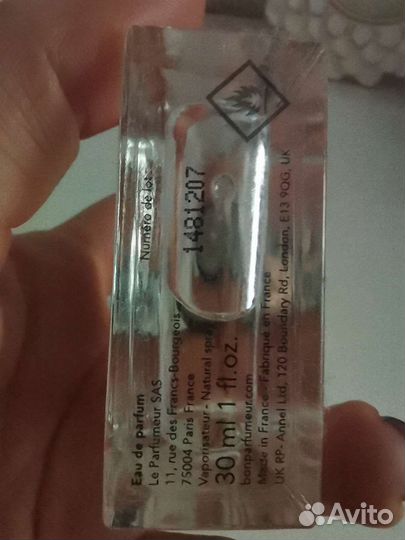 Numéro de lot
1481207
Eau de parfum
Le Parfumeur SAS
11, rue des Francs-Bourgeois
75004 Paris France
Vaporisateur - Natural spray
30 ml 1 fl.oz.
bonparfumeur.com
Made in France - Fabriqué en France
UK RP- Annel Ltd, 120 Boundary Rd, London, E13 9QG, UK
Avito